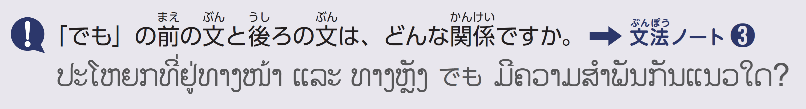 「でも」の前の文と後ろの文は、どんな関係ですか。➡文法ノート❸
ປະໂຫຍກທີ່ຢູ່ທາງໜ້າ ແລະ ທາງຫຼັງ でも ມີຄວາມສຳພັນກັນແນວໃດ?